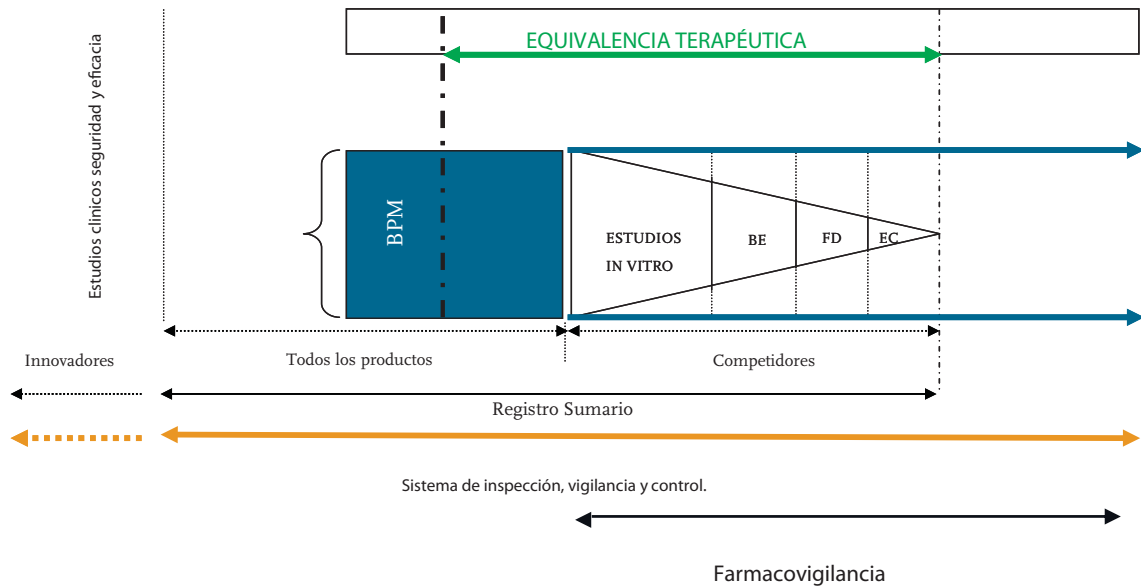 EQUIVALENCIA TERAPÉUTICA
Estudios clínicos seguridad y eficacia
BPM
ESTUDIOS
IN VITRO
BE
FD
EC
Innovadores
Todos los productos
Competidores
Registro Sumario
Sistema de inspección, vigilancia y control.
Farmacovigilancia